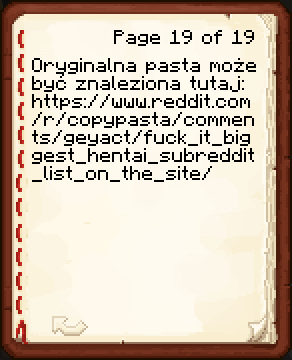 Page 19 of 19
Oryginalna pasta może
być znaleziona tutaj:
https://www.reddit.com
/r/copypasta/commen
ts/geyact/fuck_it_big
gest_hentai_subreddit
_list_on_the_site/